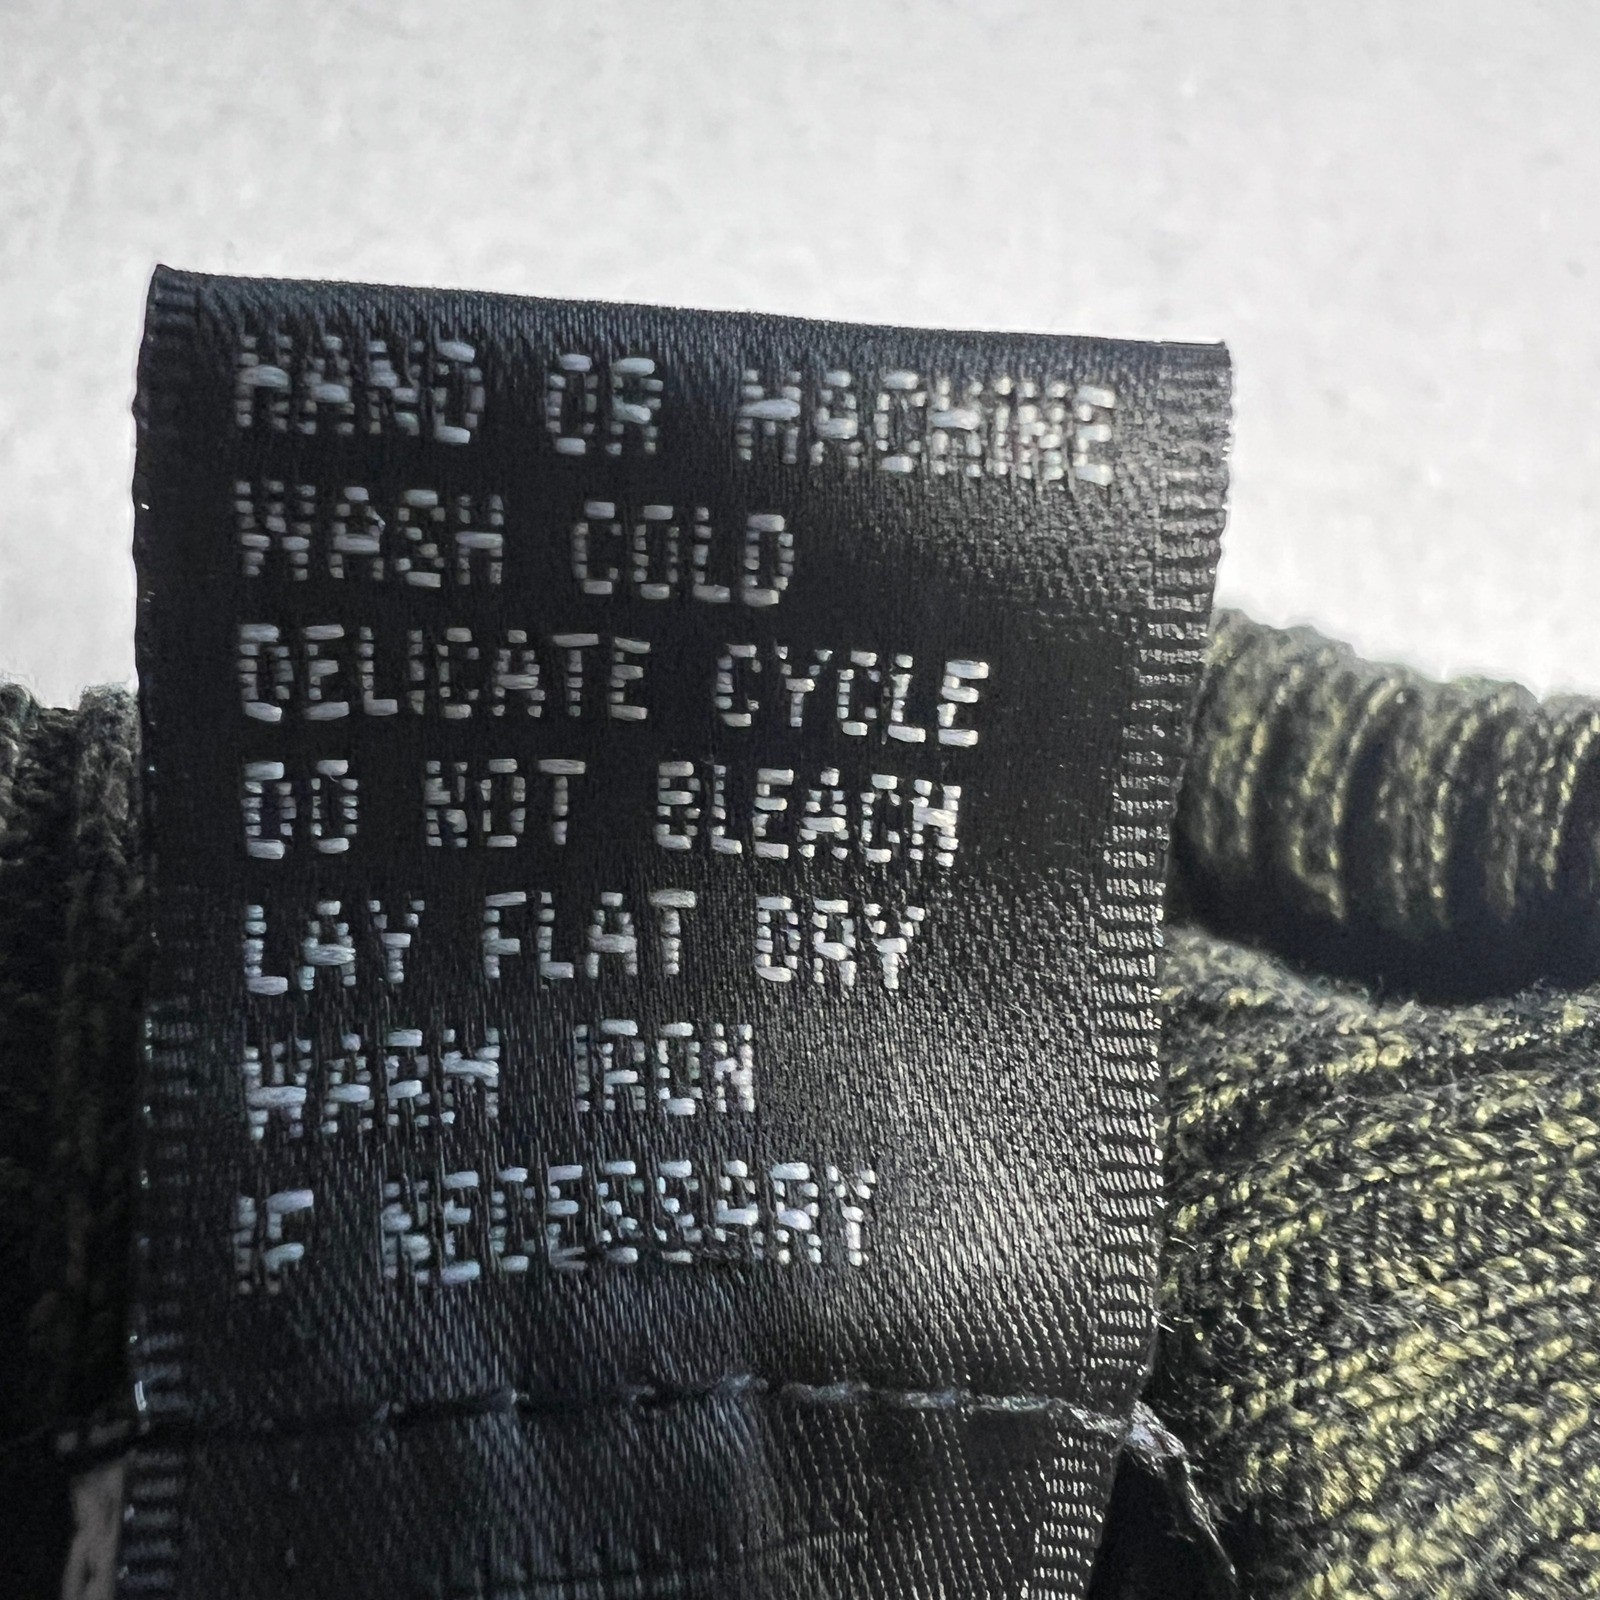 HAND OR MACHINE
WASH COLD
DELICATE CYCLE
DO NOT BLEACH
LAY FLAT DRY
WARM IRON
IF NECESSARY